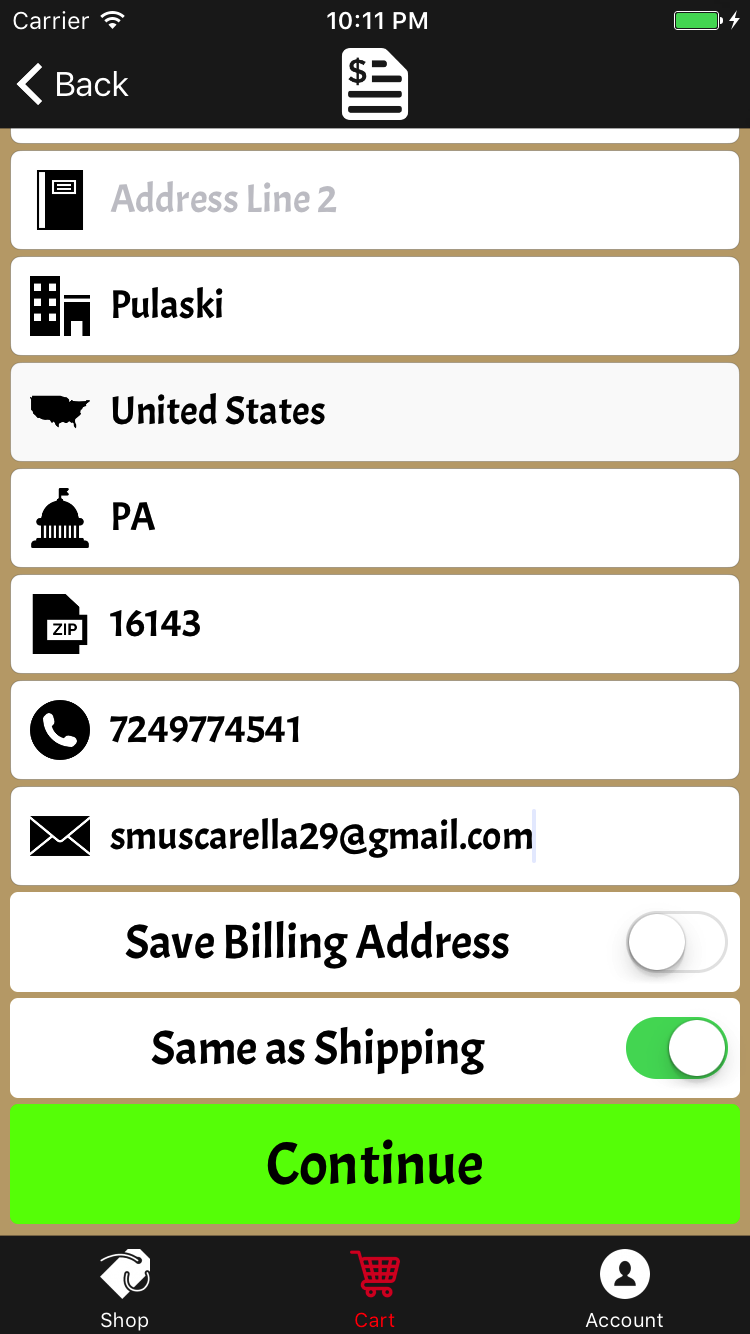 Carrier 10:11 PM
Back
$
Address Line 2
Pulaski
United States
PA
ZIP 16143
7249774541
smuscarella29@gmail.com
Save Billing Address
Same as Shipping
Continue
Shop Cart Account